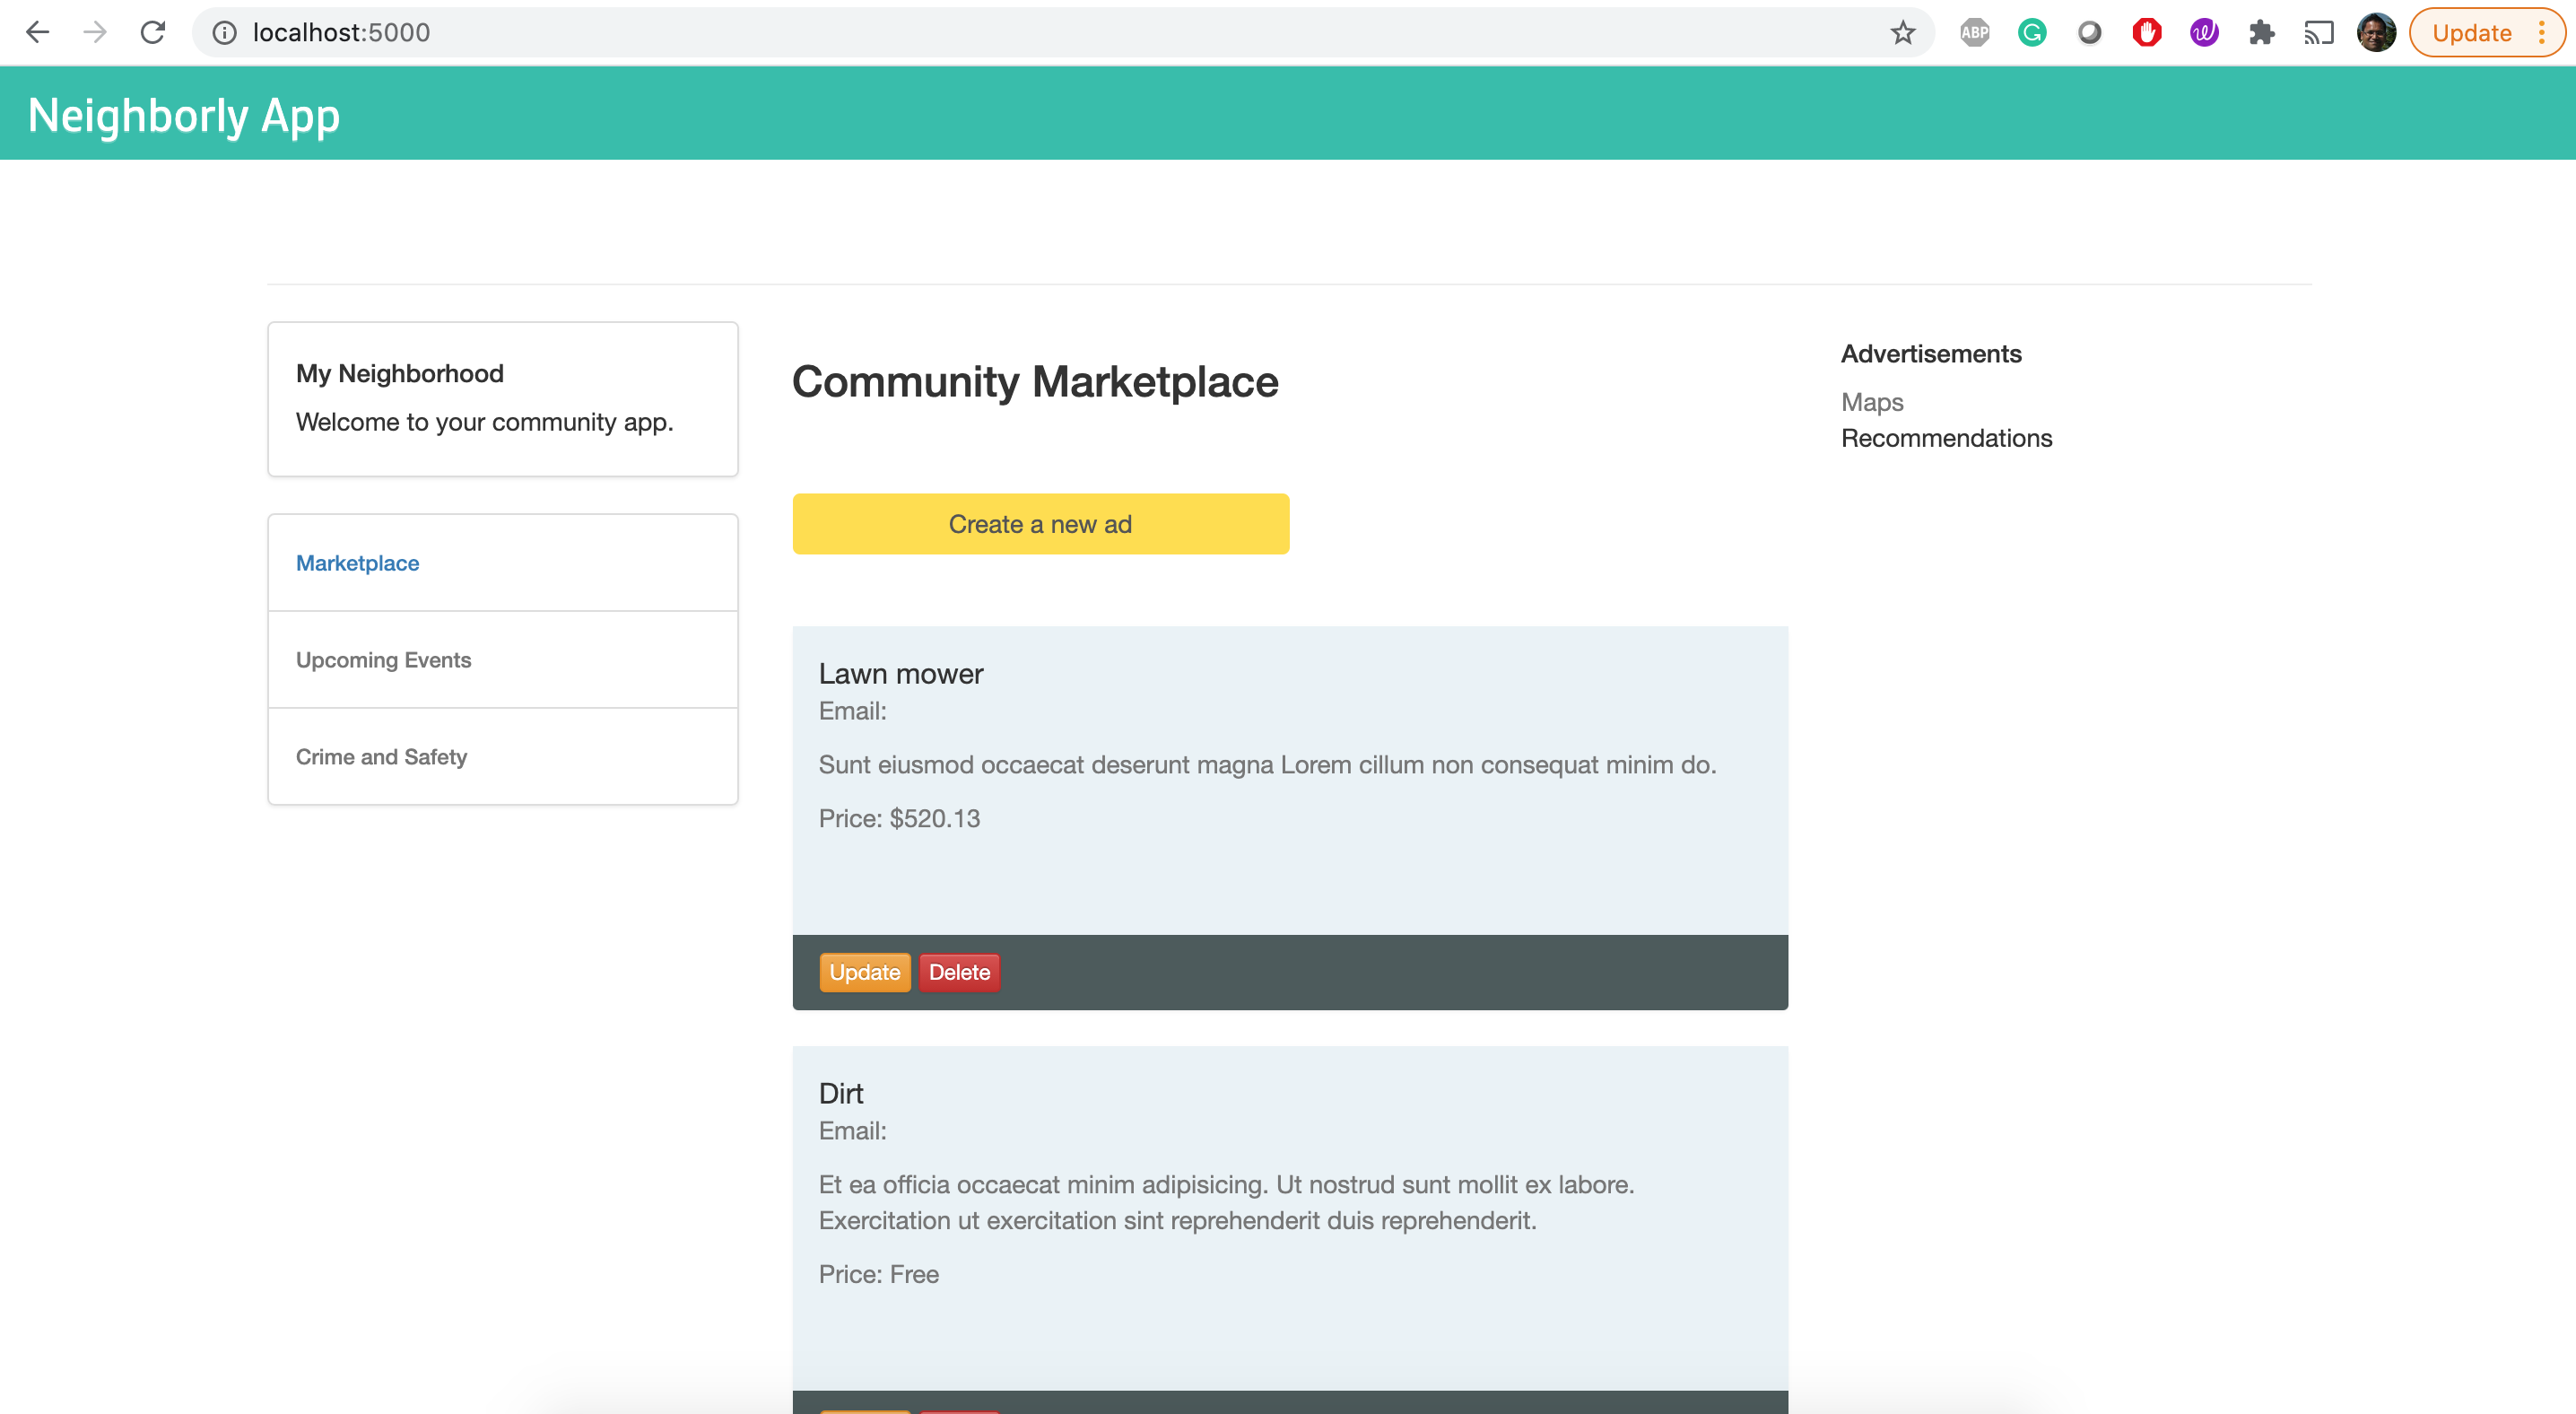 localhost:5000
ABP
Update
Neighborly App
My Neighborhood
Welcome to your community app.
Marketplace
Upcoming Events
Crime and Safety
Community Marketplace
Create a new ad
Lawn mower
Email:
Sunt eiusmod occaecat deserunt magna Lorem cillum non consequat minim do.
Price: $520.13
Update Delete
Dirt
Email:
Et ea officia occaecat minim adipisicing. Ut nostrud sunt mollit ex labore.
Exercitation ut exercitation sint reprehenderit duis reprehenderit.
Price: Free
Advertisements
Maps
Recommendations